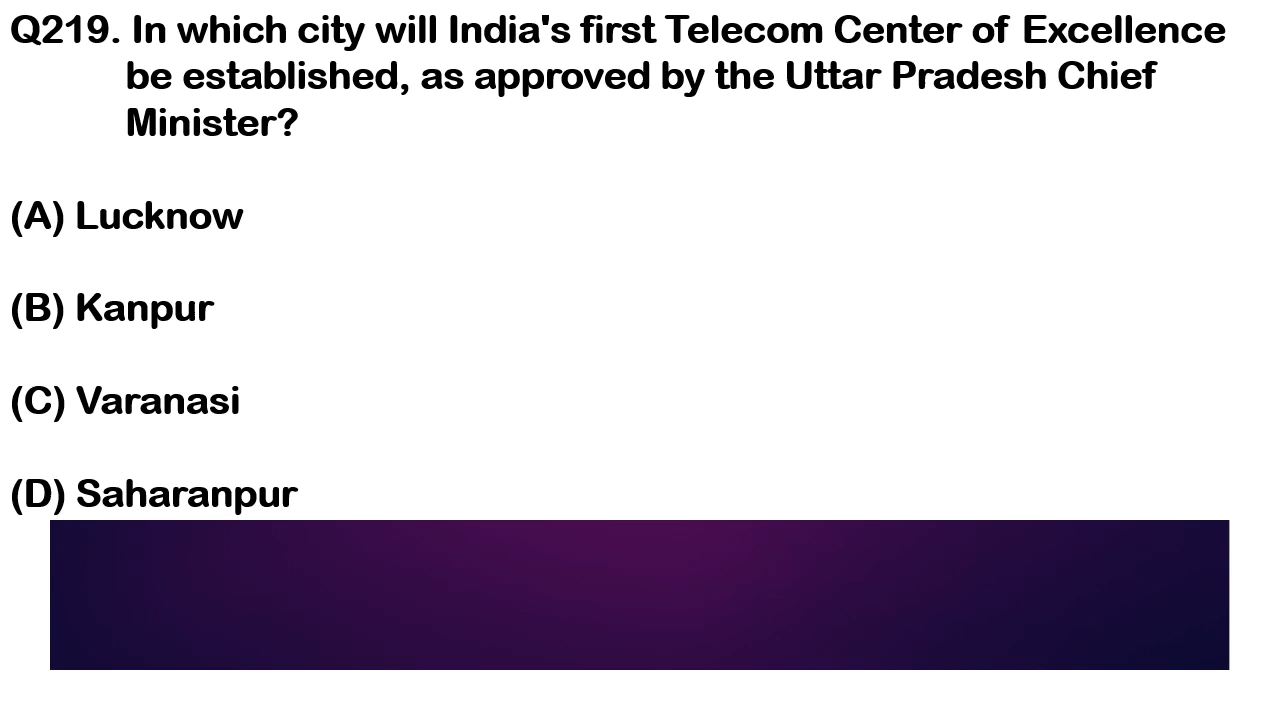 Q219. In which city will India's first Telecom Center of Excellence
be established, as approved by the Uttar Pradesh Chief
Minister?
(A) Lucknow
(B) Kanpur
(C) Varanasi
(D) Saharanpur